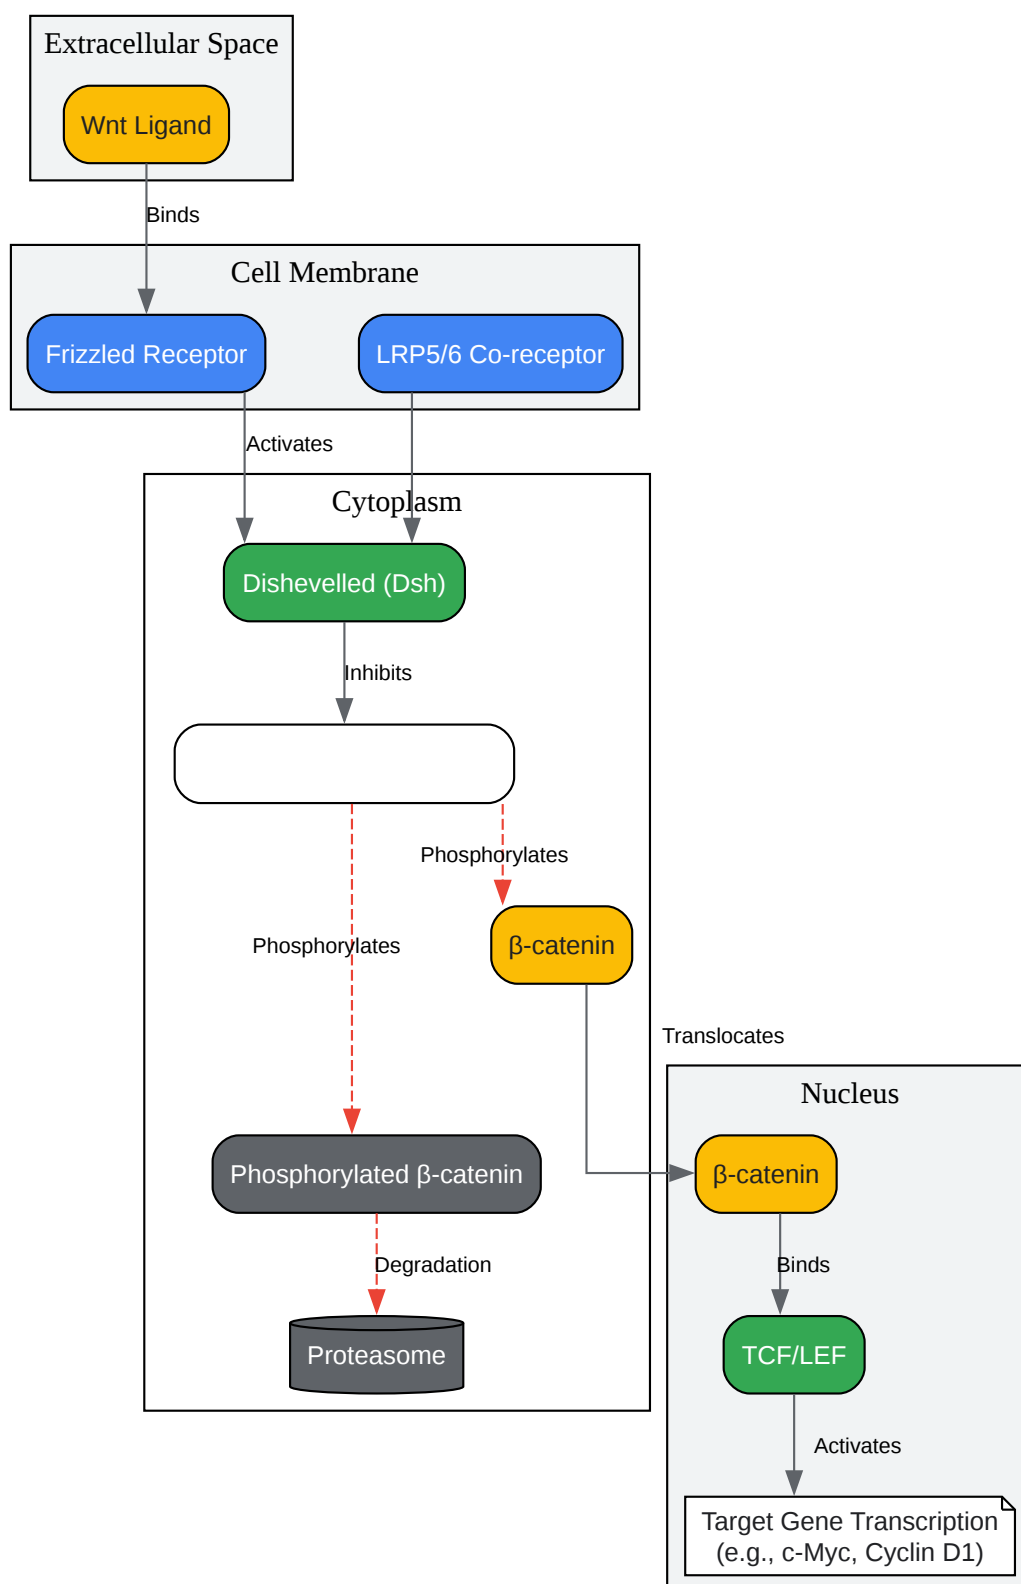 Extracellular Space
Wnt Ligand
Binds
Cell Membrane
Frizzled Receptor
LRP5/6 Co-receptor
Activates
Cytoplasm
Dishevelled (Dsh)
Inhibits
Phosphorylates
Phosphorylates
β-catenin
Translocates
Nucleus
Phosphorylated β-catenin
β-catenin
Degradation
Binds
Proteasome
TCF/LEF
Activates
Target Gene Transcription
(e.g., c-Myc, Cyclin D1)